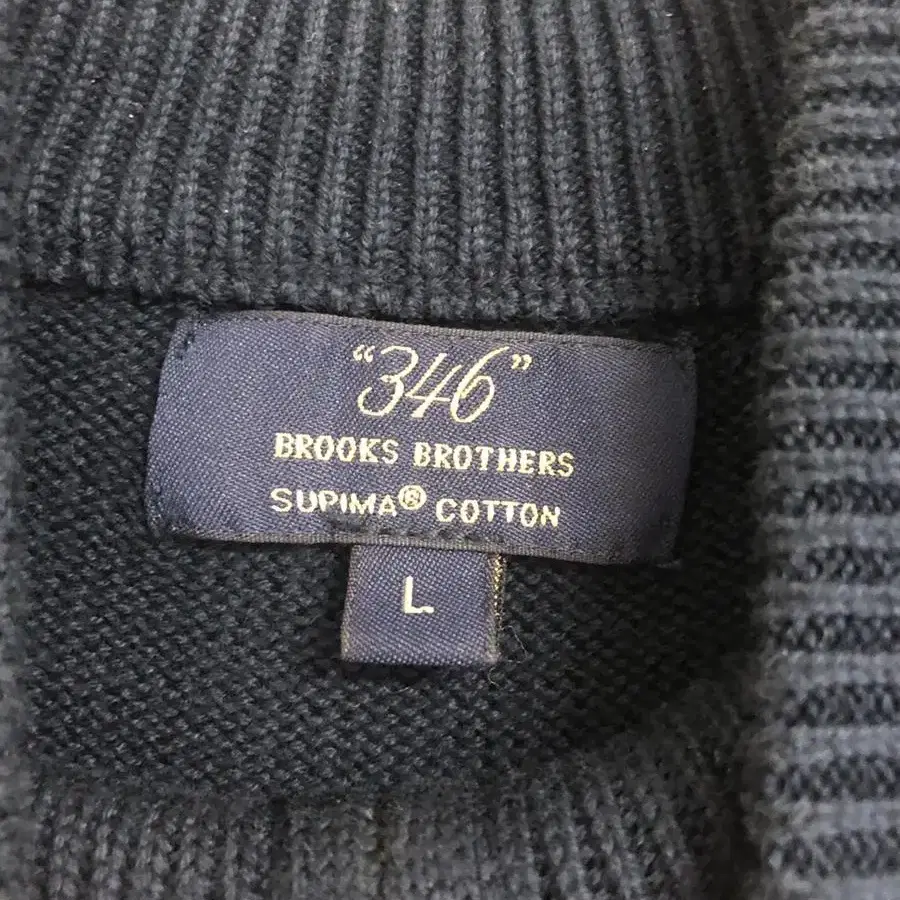 “346”
BROOKS BROTHERS
SUPIMA® COTTON
L